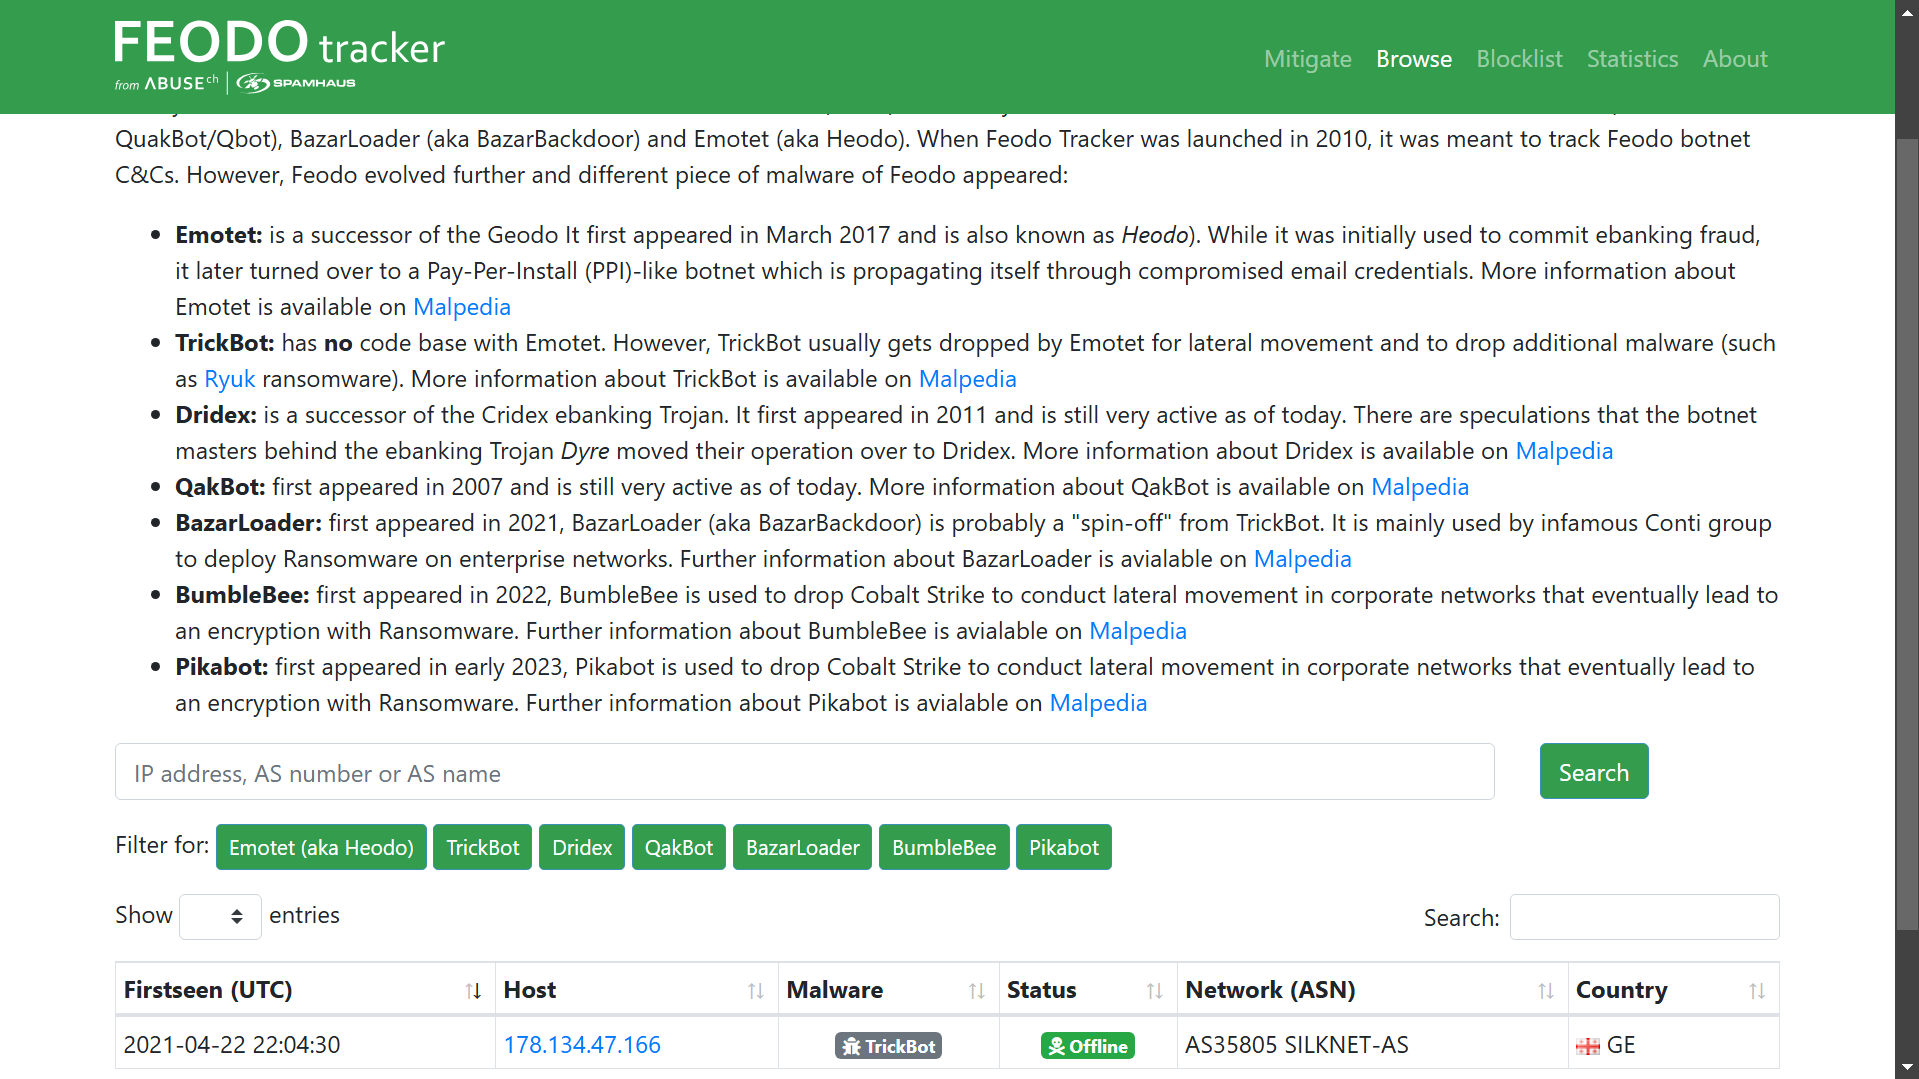 FEODO tracker
from ABUSE ch | SPAMHAUS
Mitigate Browse Blocklist Statistics About
QuakBot/Qbot), BazarLoader (aka BazarBackdoor) and Emotet (aka Heodo). When Feodo Tracker was launched in 2010, it was meant to track Feodo botnet
C&Cs. However, Feodo evolved further and different piece of malware of Feodo appeared:
Emotet: is a successor of the Geodo It first appeared in March 2017 and is also known as Heodo). While it was initially used to commit ebanking fraud,
it later turned over to a Pay-Per-Install (PPI)-like botnet which is propagating itself through compromised email credentials. More information about
Emotet is available on Malpedia
TrickBot: has no code base with Emotet. However, TrickBot usually gets dropped by Emotet for lateral movement and to drop additional malware (such
as Ryuk ransomware). More information about TrickBot is available on Malpedia
Dridex: is a successor of the Cridex ebanking Trojan. It first appeared in 2011 and is still very active as of today. There are speculations that the botnet
masters behind the ebanking Trojan Dyre moved their operation over to Dridex. More information about Dridex is available on Malpedia
QakBot: first appeared in 2007 and is still very active as of today. More information about QakBot is available on Malpedia
BazarLoader: first appeared in 2021, BazarLoader (aka BazarBackdoor) is probably a "spin-off" from TrickBot. It is mainly used by infamous Conti group
to deploy Ransomware on enterprise networks. Further information about BazarLoader is avialable on Malpedia
BumbleBee: first appeared in 2022, BumbleBee is used to drop Cobalt Strike to conduct lateral movement in corporate networks that eventually lead to
an encryption with Ransomware. Further information about BumbleBee is avialable on Malpedia
Pikabot: first appeared in early 2023, Pikabot is used to drop Cobalt Strike to conduct lateral movement in corporate networks that eventually lead to
an encryption with Ransomware. Further information about Pikabot is avialable on Malpedia
IP address, AS number or AS name Search
Filter for: Emotet (aka Heodo) TrickBot Dridex QakBot BazarLoader BumbleBee Pikabot
Show entries Search:
Firstseen (UTC) Host Malware Status Network (ASN) Country
2021-04-22 22:04:30 178.134.47.166 TrickBot Offline AS35805 SILKNET-AS GE